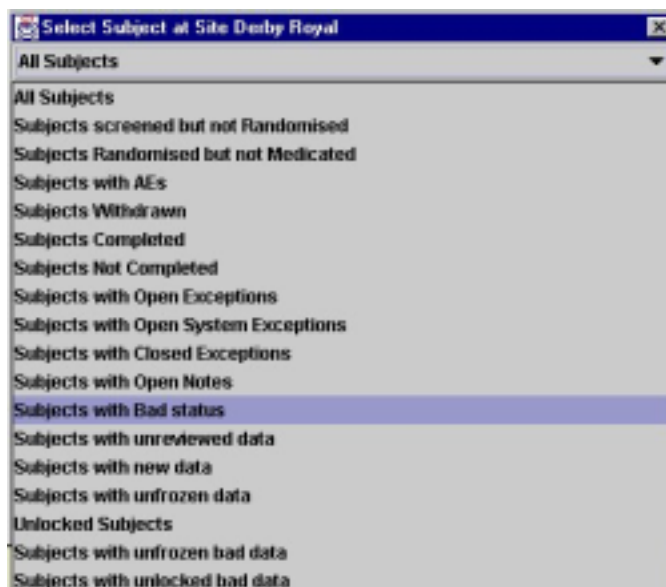 Select Subject at Site Derby Royal
All Subjects
All Subjects
Subjects screened but not Randomised
Subjects Randomised but not Medicated
Subjects with AEs
Subjects Withdrawn
Subjects Completed
Subjects Not Completed
Subjects with Open Exceptions
Subjects with Open System Exceptions
Subjects with Closed Exceptions
Subjects with Open Notes
Subjects with Bad status
Subjects with unreviewed data
Subjects with new data
Subjects with unfrozen data
Unlocked Subjects
Subjects with unfrozen bad data
Subjects with unlocked bad data